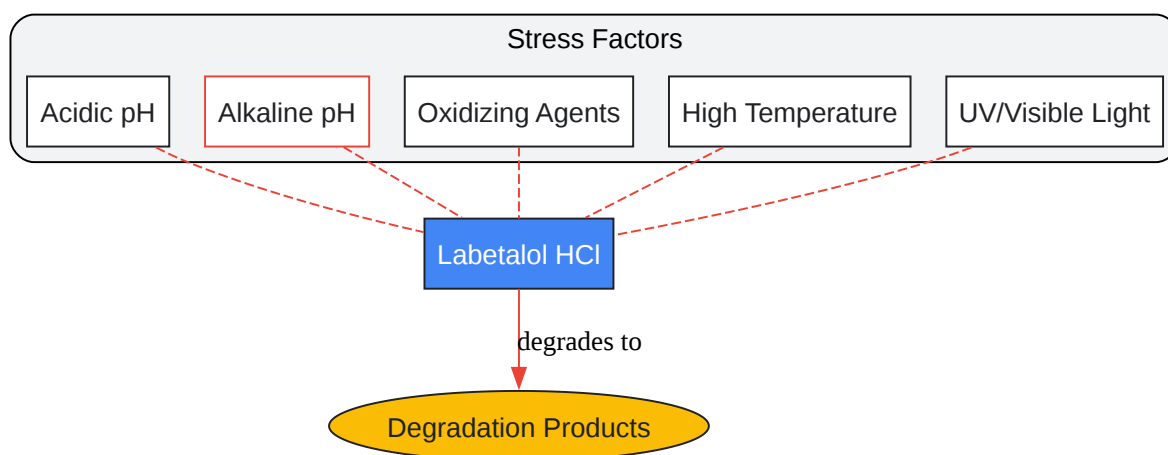 Stress Factors
Acidic pH
Alkaline pH
Oxidizing Agents
High Temperature
UV/Visible Light
Labetalol HCl
degrades to
Degradation Products